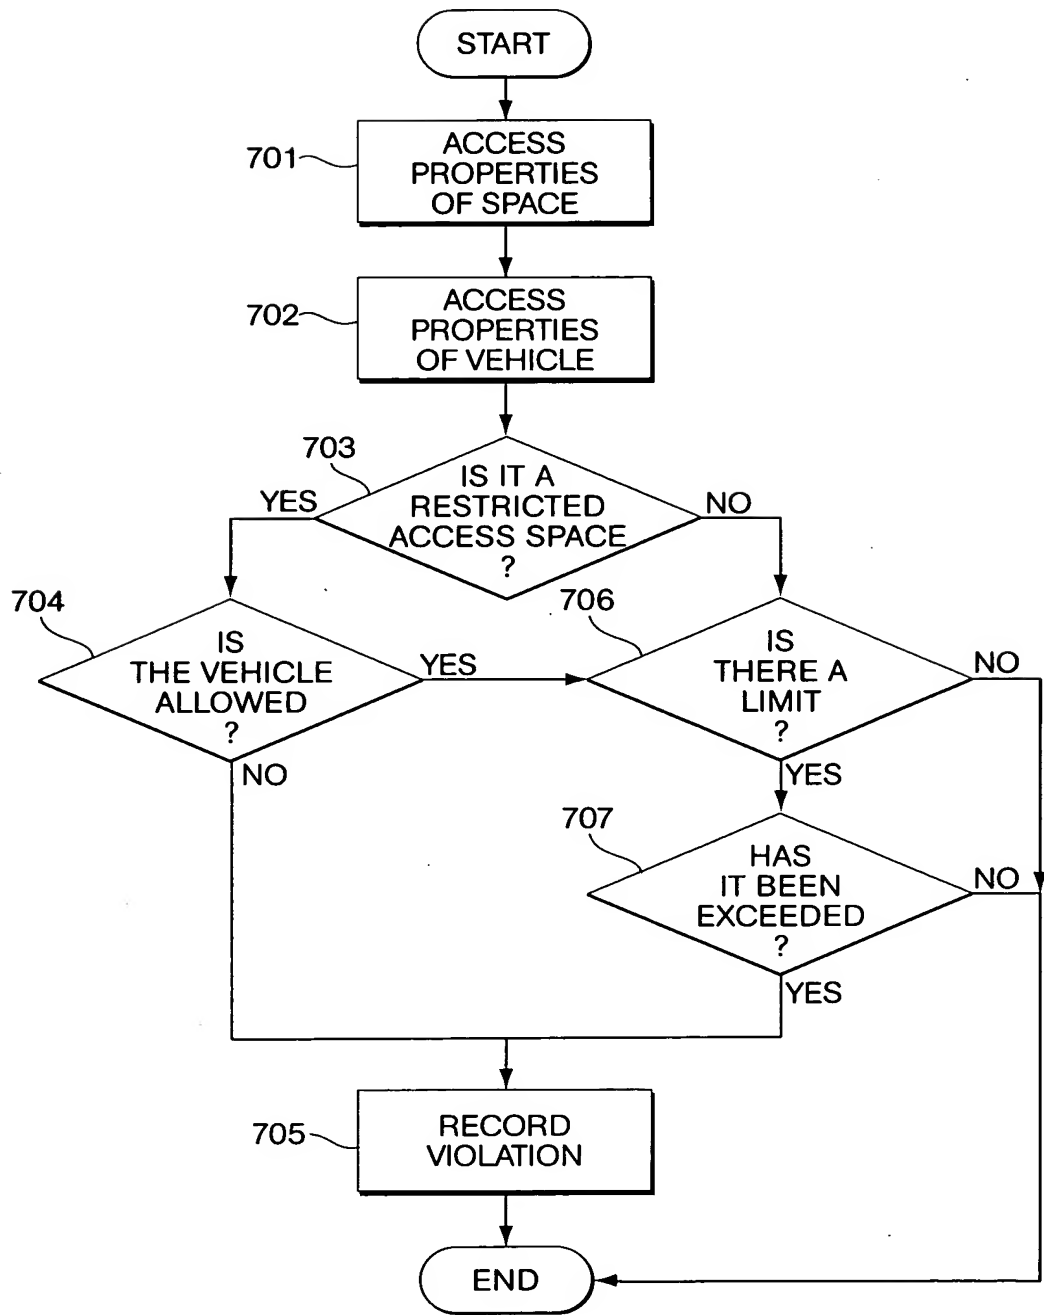 START
701
ACCESS
PROPERTIES
OF SPACE
702
ACCESS
PROPERTIES
OF VEHICLE
703
IS IT A
RESTRICTED
ACCESS SPACE
?
YES
NO
704
IS
THE VEHICLE
ALLOWED
?
YES
NO
706
IS
THERE A
LIMIT
?
NO
YES
707
HAS
IT BEEN
EXCEEDED
?
NO
YES
705
RECORD
VIOLATION
END